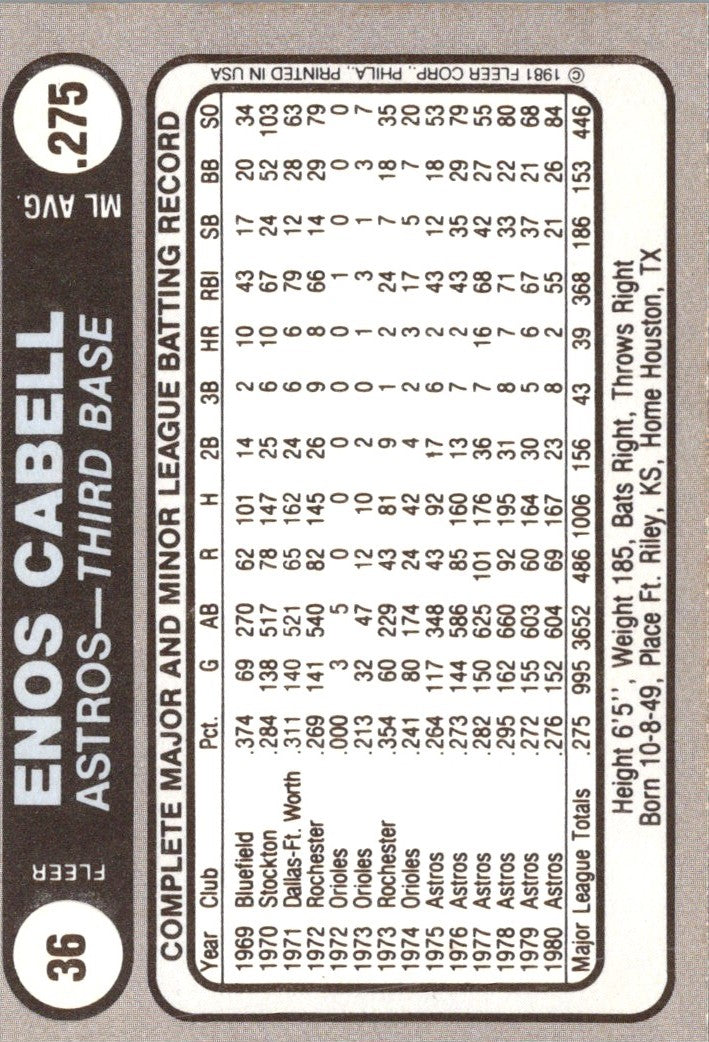 36
FLEER
ENOS CABELL
ASTROS—THIRD BASE
ML AVG.
.275
COMPLETE MAJOR AND MINOR LEAGUE BATTING RECORD
Year Club Pct. G AB R H 2B 3B HR RBI SB BB SO
1969 Bluefield .374 69 270 62 101 14 2 10 43 17 20 34
1970 Stockton .284 138 517 78 147 25 6 10 67 24 52 103
1971 Dallas-Ft. Worth .311 140 521 65 162 24 6 6 79 12 28 63
1972 Rochester .269 141 540 82 145 26 9 8 66 14 29 79
1972 Orioles .000 3 5 0 0 0 0 0 1 0 0 0
1973 Orioles .213 32 47 12 10 2 0 1 3 1 3 7
1973 Rochester .354 60 229 43 81 9 1 2 24 7 18 35
1974 Orioles .241 80 174 24 42 4 2 3 17 5 7 20
1975 Astros .264 117 348 43 92 17 6 2 43 12 18 53
1976 Astros .273 144 586 85 160 13 7 2 43 35 29 79
1977 Astros .282 150 625 101 176 36 7 16 68 42 27 55
1978 Astros .295 162 660 92 195 31 8 7 71 33 22 80
1979 Astros .272 155 603 60 164 30 5 6 67 37 21 68
1980 Astros .276 152 604 69 167 23 8 2 55 21 26 84
Major League Totals .275 995 3652 486 1006 156 43 39 368 186 153 446
Height 6'5'', Weight 185, Bats Right, Throws Right
Born 10-8-49, Place Ft. Riley, KS, Home Houston, TX
© 1981 FLEER CORP., PHILA., PRINTED IN USA